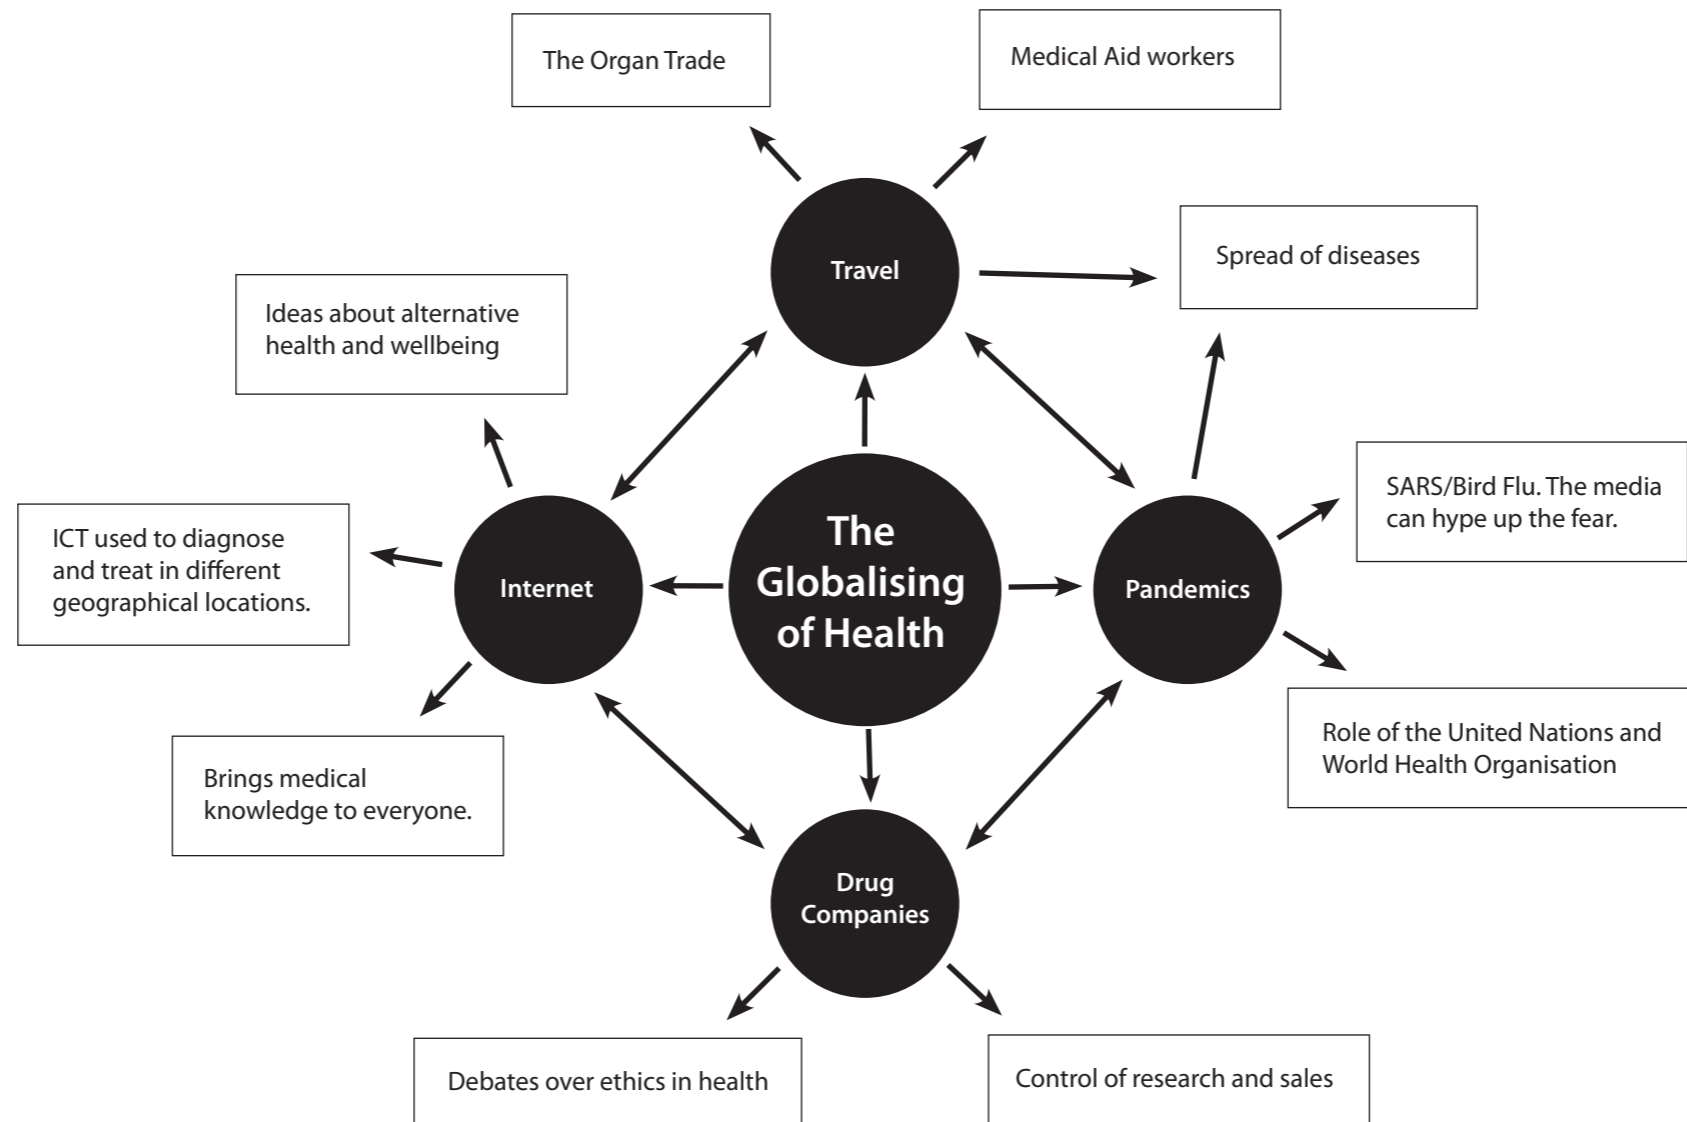 The Organ Trade
Medical Aid workers
Travel
Spread of diseases
Ideas about alternative
health and wellbeing
SARS/Bird Flu. The media
can hype up the fear.
ICT used to diagnose
and treat in different
geographical locations.
Internet
The
Globalising
of Health
Pandemics
Role of the United Nations and
World Health Organisation
Brings medical
knowledge to everyone.
Drug
Companies
Debates over ethics in health
Control of research and sales